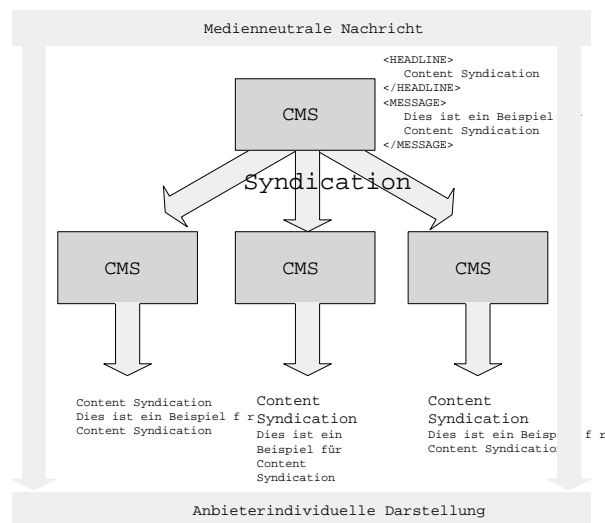 Medienneutrale Nachricht
<HEADLINE>
Content Syndication
</HEADLINE>
<MESSAGE>
Dies ist ein Beispiel
Content Syndication
</MESSAGE>
CMS
Syndication
CMS
CMS
CMS
Content Syndication
Dies ist ein Beispiel f r
Content Syndication
Content
Syndication
Dies ist ein
Beispiel für
Content
Syndication
Content
Syndication
Dies ist ein Beisp f r
Content Syndication
Anbieterindividuelle Darstellung